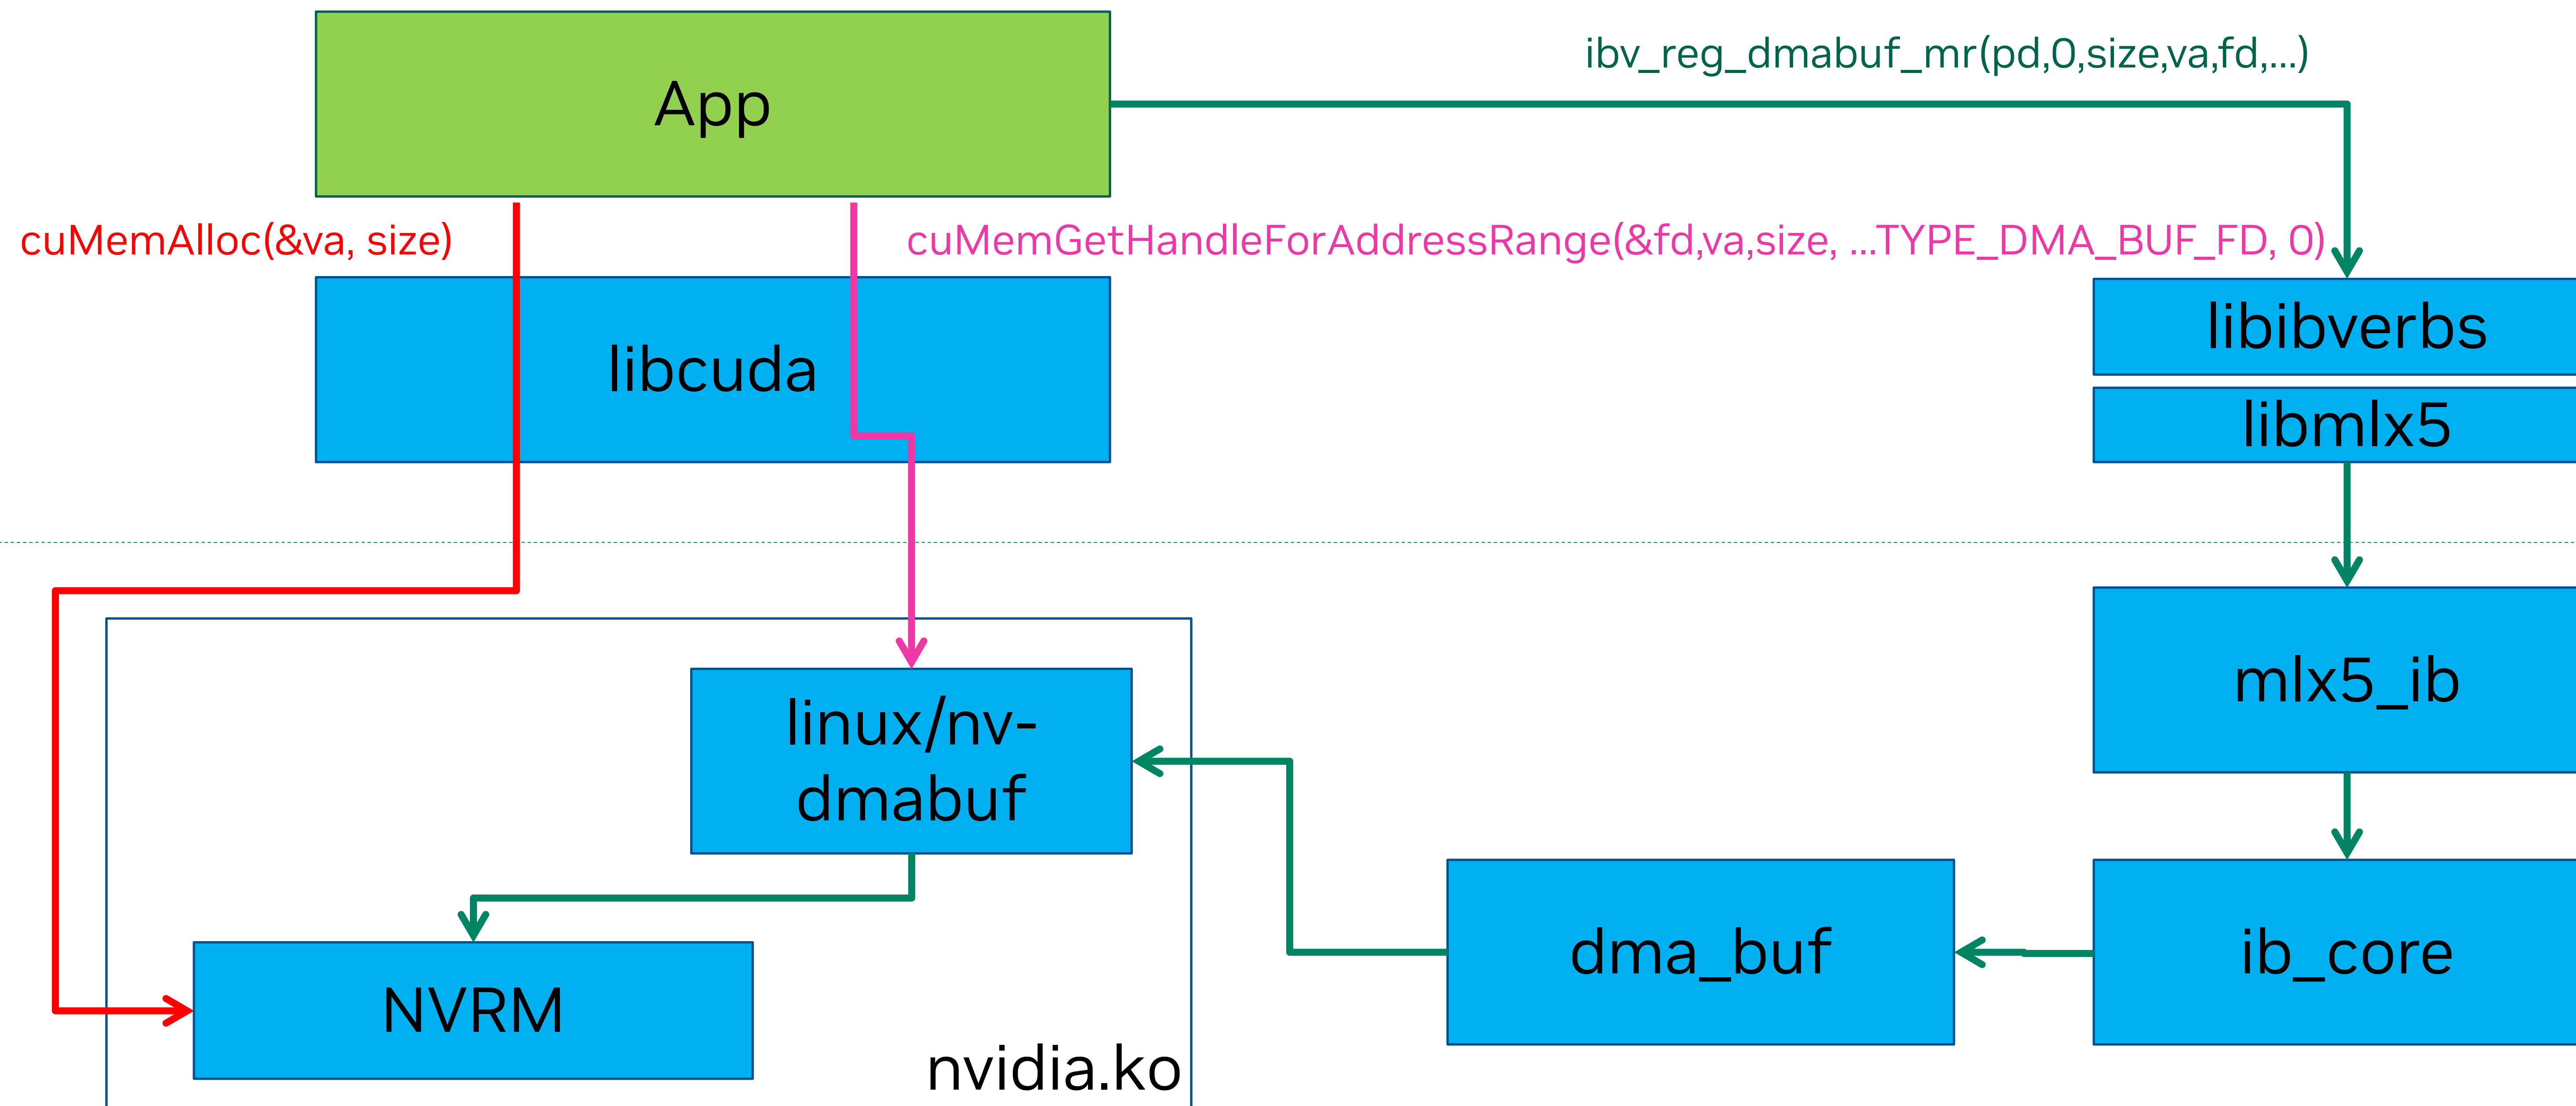 ibv_reg_dmabuf_mr(pd,0,size,va,fd,...)
App
cuMemAlloc(&va, size)
cuMemGetHandleForAddressRange(&fd,va,size, ...TYPE_DMA_BUF_FD, 0)
libcuda
libibverbs
libmlx5
linux/nv-
dmabuf
mlx5_ib
NVRM
dma_buf
ib_core
nvidia.ko